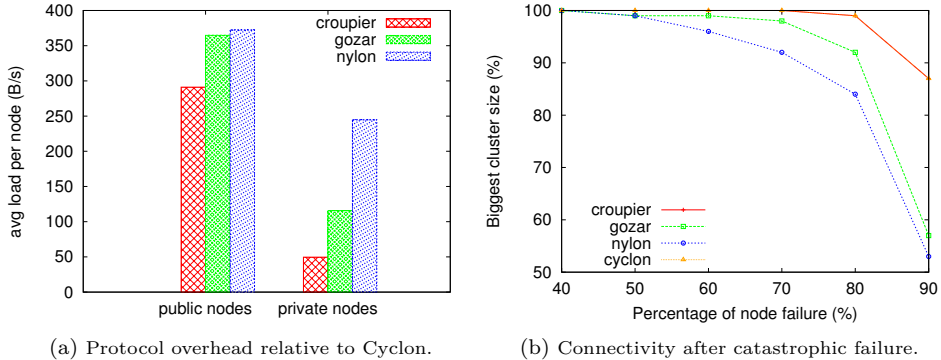 400
350
300
250
200
150
100
50
0
avg load per node (B/s)
croupier
gozar
nylon
public nodes
private nodes
(a) Protocol overhead relative to Cyclon.
100
90
80
70
60
50
Biggest cluster size (%)
croupier
gozar
nylon
cyclon
40 50 60 70 80 90
Percentage of node failure (%)
(b) Connectivity after catastrophic failure.